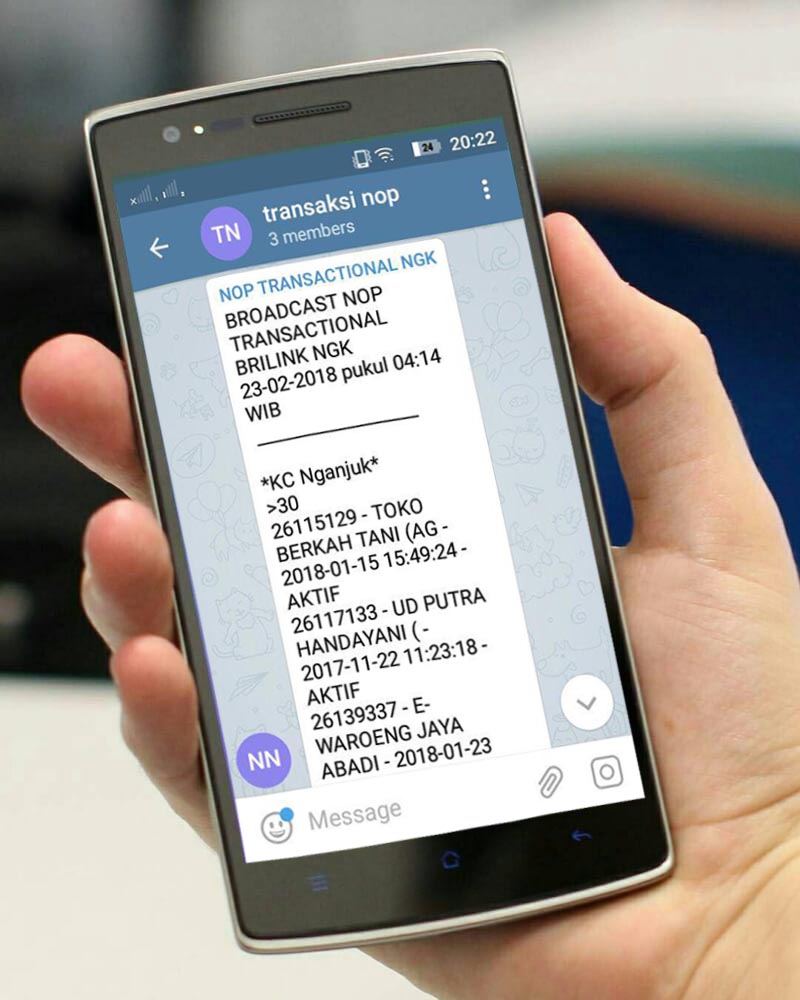 24 20:22
TN
transaksi nop
3 members
NOP TRANSACTIONAL NGK
BROADCAST NOP
TRANSACTIONAL
BRILINK NGK
23-02-2018 pukul 04:14
WIB
*KC Nganjuk*
>30
26115129 - TOKO
BERKAH TANI (AG -
2018-01-15 15:49:24 -
AKTIF
26117133 - UD PUTRA
HANDAYANI ( -
2017-11-22 11:23:18 -
AKTIF
26139337 - E-
WAROENG JAYA
ABADI - 2018-01-23
NN
Message